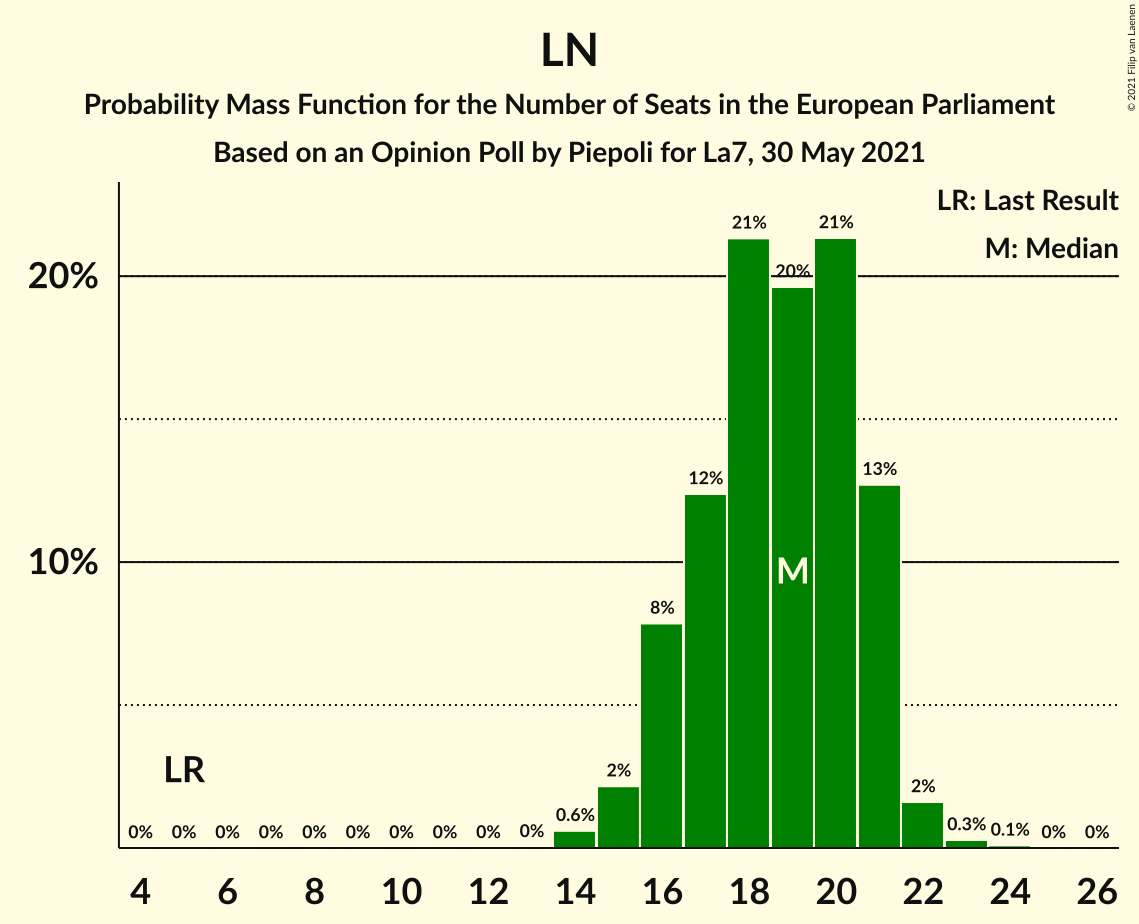 LN
Probability Mass Function for the Number of Seats in the European Parliament
Based on an Opinion Poll by Piepoli for La7, 30 May 2021
© 2021 Filip van Laenen
LR: Last Result
M: Median
20%
10%
21% 20% 21%
12% 13%
8%
M
LR
0% 0% 0% 0% 0% 0% 0% 0% 0% 0% 0.6% 2% 2% 0.3% 0.1% 0% 0%
4 6 8 10 12 14 16 18 20 22 24 26